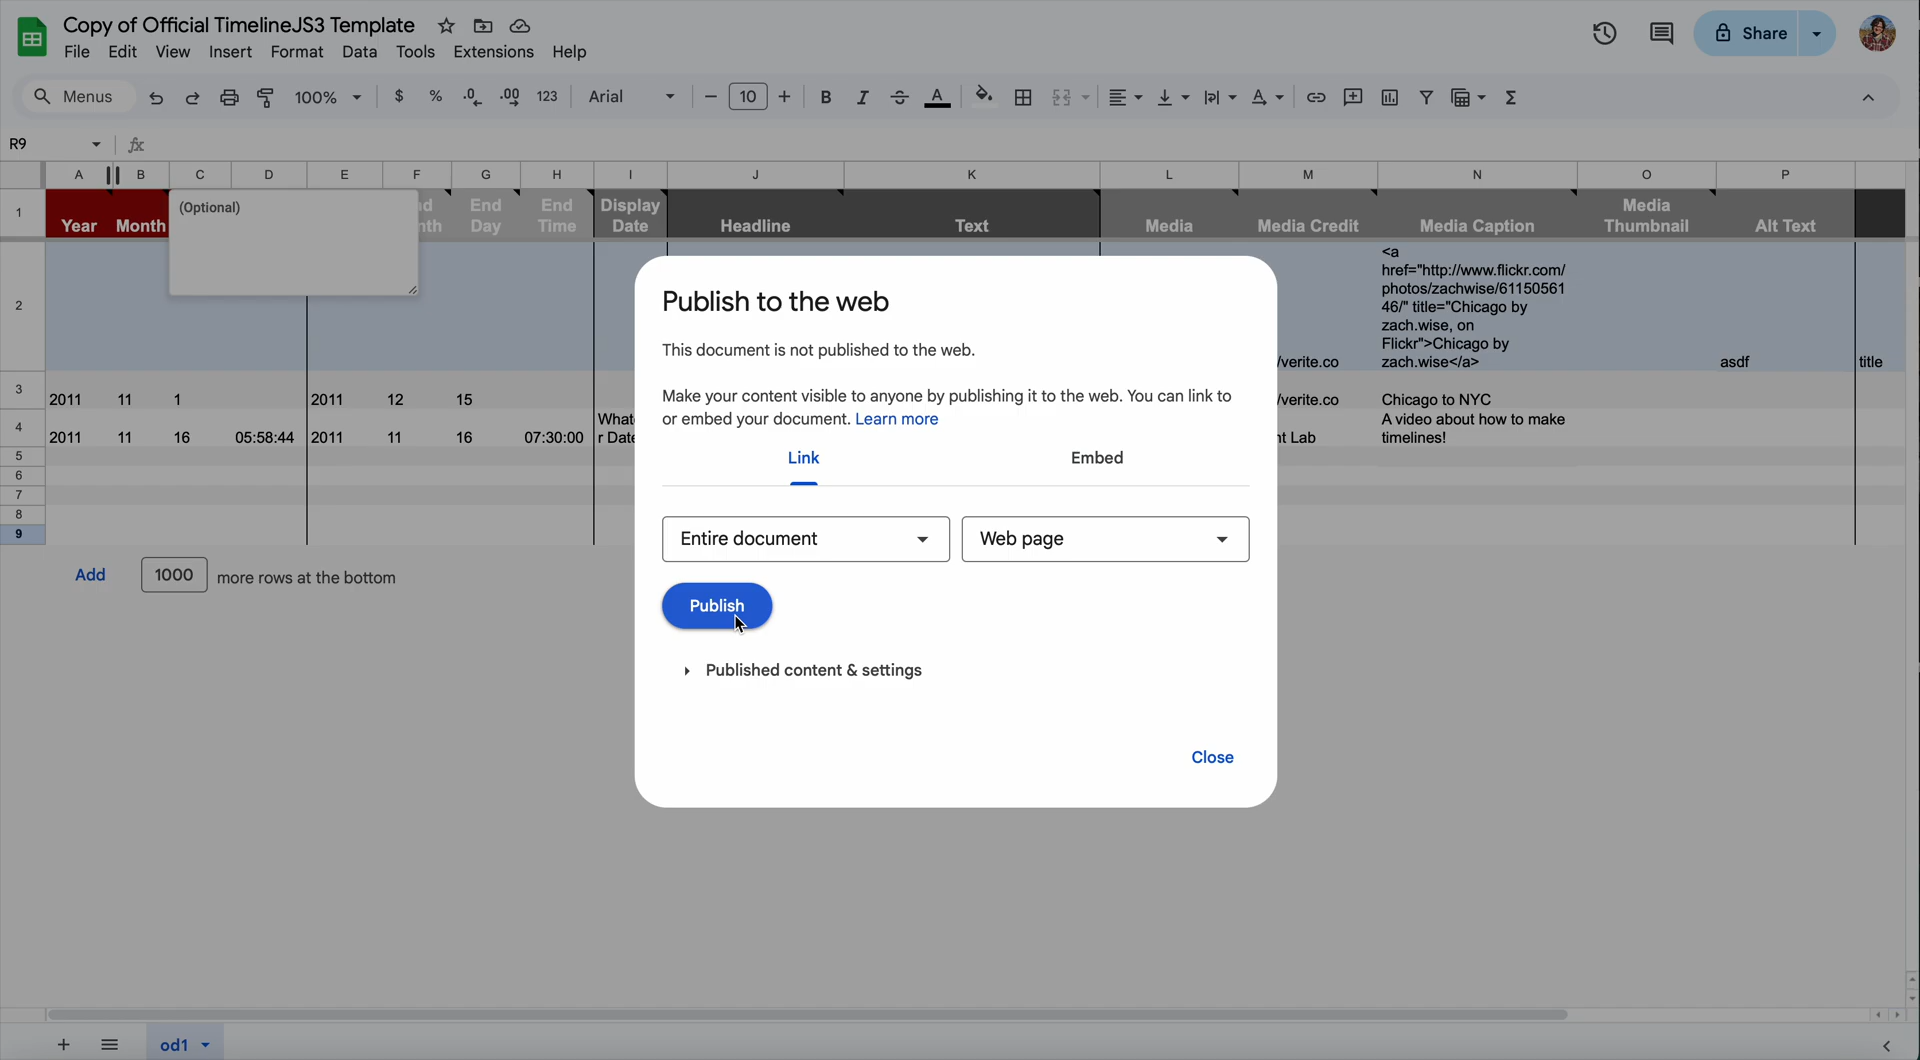 Copy of Official TimelineJS3 Template
File Edit View Insert Format Data Tools Extensions Help
Share
Menus 100% $ % .0 .00 123 Arial 10 B I S A
R9 fx
A B C D E F G H I J K L M N O P
1 Year Month (Optional) End Day End Time Display Date Headline Text Media Media Credit Media Caption Media Thumbnail Alt Text
2
<a
href="http://www.flickr.com/
photos/zachwise/61150561
46/" title="Chicago by
zach.wise, on
Flickr">Chicago by
/verite.co zach.wise</a> asdf title
3 2011 11 1 2011 12 15 /verite.co Chicago to NYC
4 2011 11 16 05:58:44 2011 11 16 07:30:00 What
r Date
nt Lab A video about how to make
timelines!
5
6
7
8
9
Add 1000 more rows at the bottom
Publish to the web
This document is not published to the web.
Make your content visible to anyone by publishing it to the web. You can link to
or embed your document. Learn more
Link Embed
Entire document Web page
Publish
Published content & settings
Close
od1